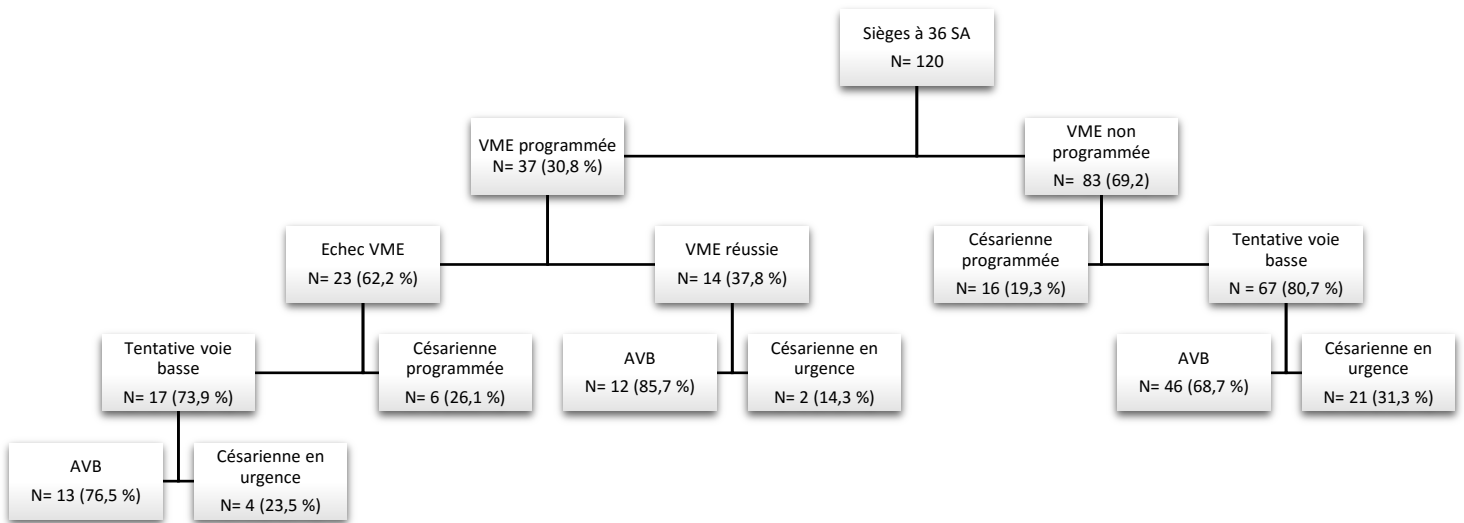 Sièges à 36 SA
N= 120
VME programmée
N= 37 (30,8 %)
VME non
programmée
N= 83 (69,2)
Echec VME
N= 23 (62,2 %)
VME réussie
N= 14 (37,8 %)
Césarienne
programmée
N= 16 (19,3 %)
Tentative voie
basse
N = 67 (80,7 %)
Tentative voie
basse
N= 17 (73,9 %)
Césarienne
programmée
N= 6 (26,1 %)
AVB
N= 12 (85,7 %)
Césarienne en
urgence
N= 2 (14,3 %)
AVB
N= 46 (68,7 %)
Césarienne en
urgence
N= 21 (31,3 %)
AVB
N= 13 (76,5 %)
Césarienne en
urgence
N= 4 (23,5 %)